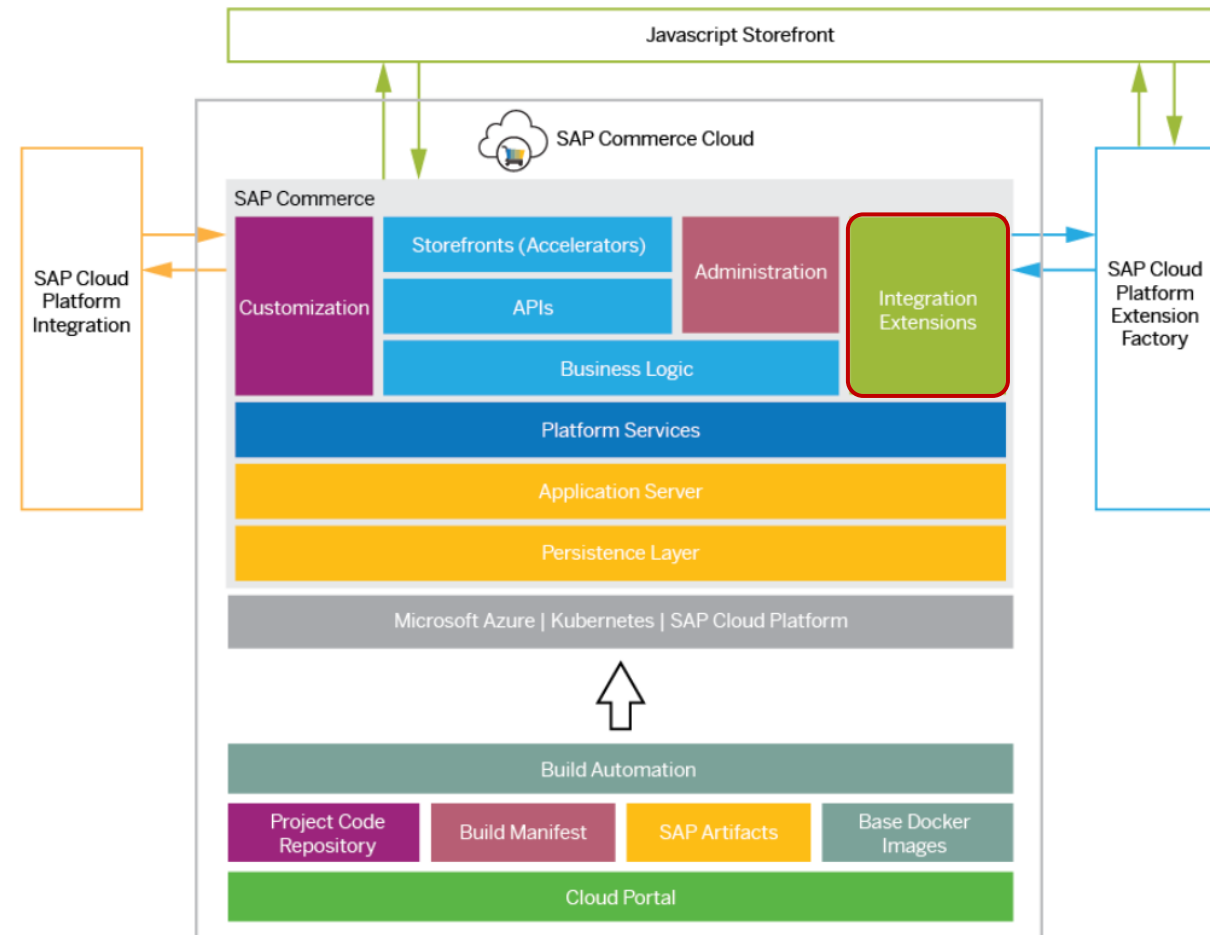 Javascript Storefront
SAP Commerce Cloud
SAP Commerce
SAP Cloud
Platform
Integration
Customization
Storefronts (Accelerators)
APIs
Business Logic
Administration
Integration
Extensions
SAP Cloud
Platform
Extension
Factory
Platform Services
Application Server
Persistence Layer
Microsoft Azure | Kubernetes | SAP Cloud Platform
Build Automation
Project Code
Repository
Build Manifest
SAP Artifacts
Base Docker
Images
Cloud Portal